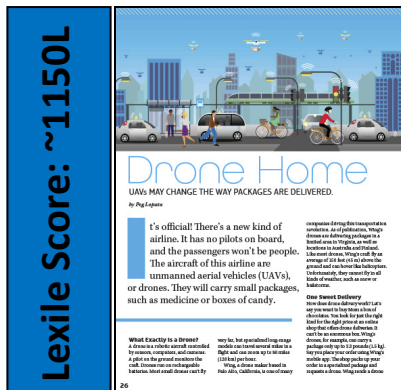 Lexile Score: ~1150L
Drone Home
UAVs MAY CHANGE THE WAY PACKAGES ARE DELIVERED.
by Peg Lopata
It's official! There's a new kind of
airline. It has no pilots on board,
and the passengers won't be people.
The aircraft of this airline are
unmanned aerial vehicles (UAVs),
or drones. They will carry small packages,
such as medicine or boxes of candy.
What Exactly Is a Drone?
A drone is a robotic aircraft controlled
by sensors, computers, and cameras.
A pilot on the ground monitors the
craft. Drones run on rechargeable
batteries. Most small drones can't fly
very far, but specialized long-range
models can travel several miles in a
flight and can zoom up to 80 miles
(129 km) per hour.
Wing, a drone maker based in
Palo Alto, California, is one of many
companies driving this transportation
revolution. As of publication, Wing's
drones are delivering packages in a
limited area in Virginia, as well as
locations in Australia and Finland.
Like most drones, Wing's craft fly an
average of 150 feet (45 m) above the
ground and can hover like helicopters.
Unfortunately, they cannot fly in all
kinds of weather, such as snow or
hailstorms.
One Sweet Delivery
How does drone delivery work? Let's
say you want to buy Mom a box of
chocolates. You look for just the right
kind for the right price at an online
shop that offers drone deliveries. It
can't be an enormous box. Wing's
drones, for example, can carry a
package only up to 3.3 pounds (1.5 kg).
Say you place your order using Wing's
mobile app. The shop packs up your
order in a specialized package and
requests a drone. Wing sends a drone
26